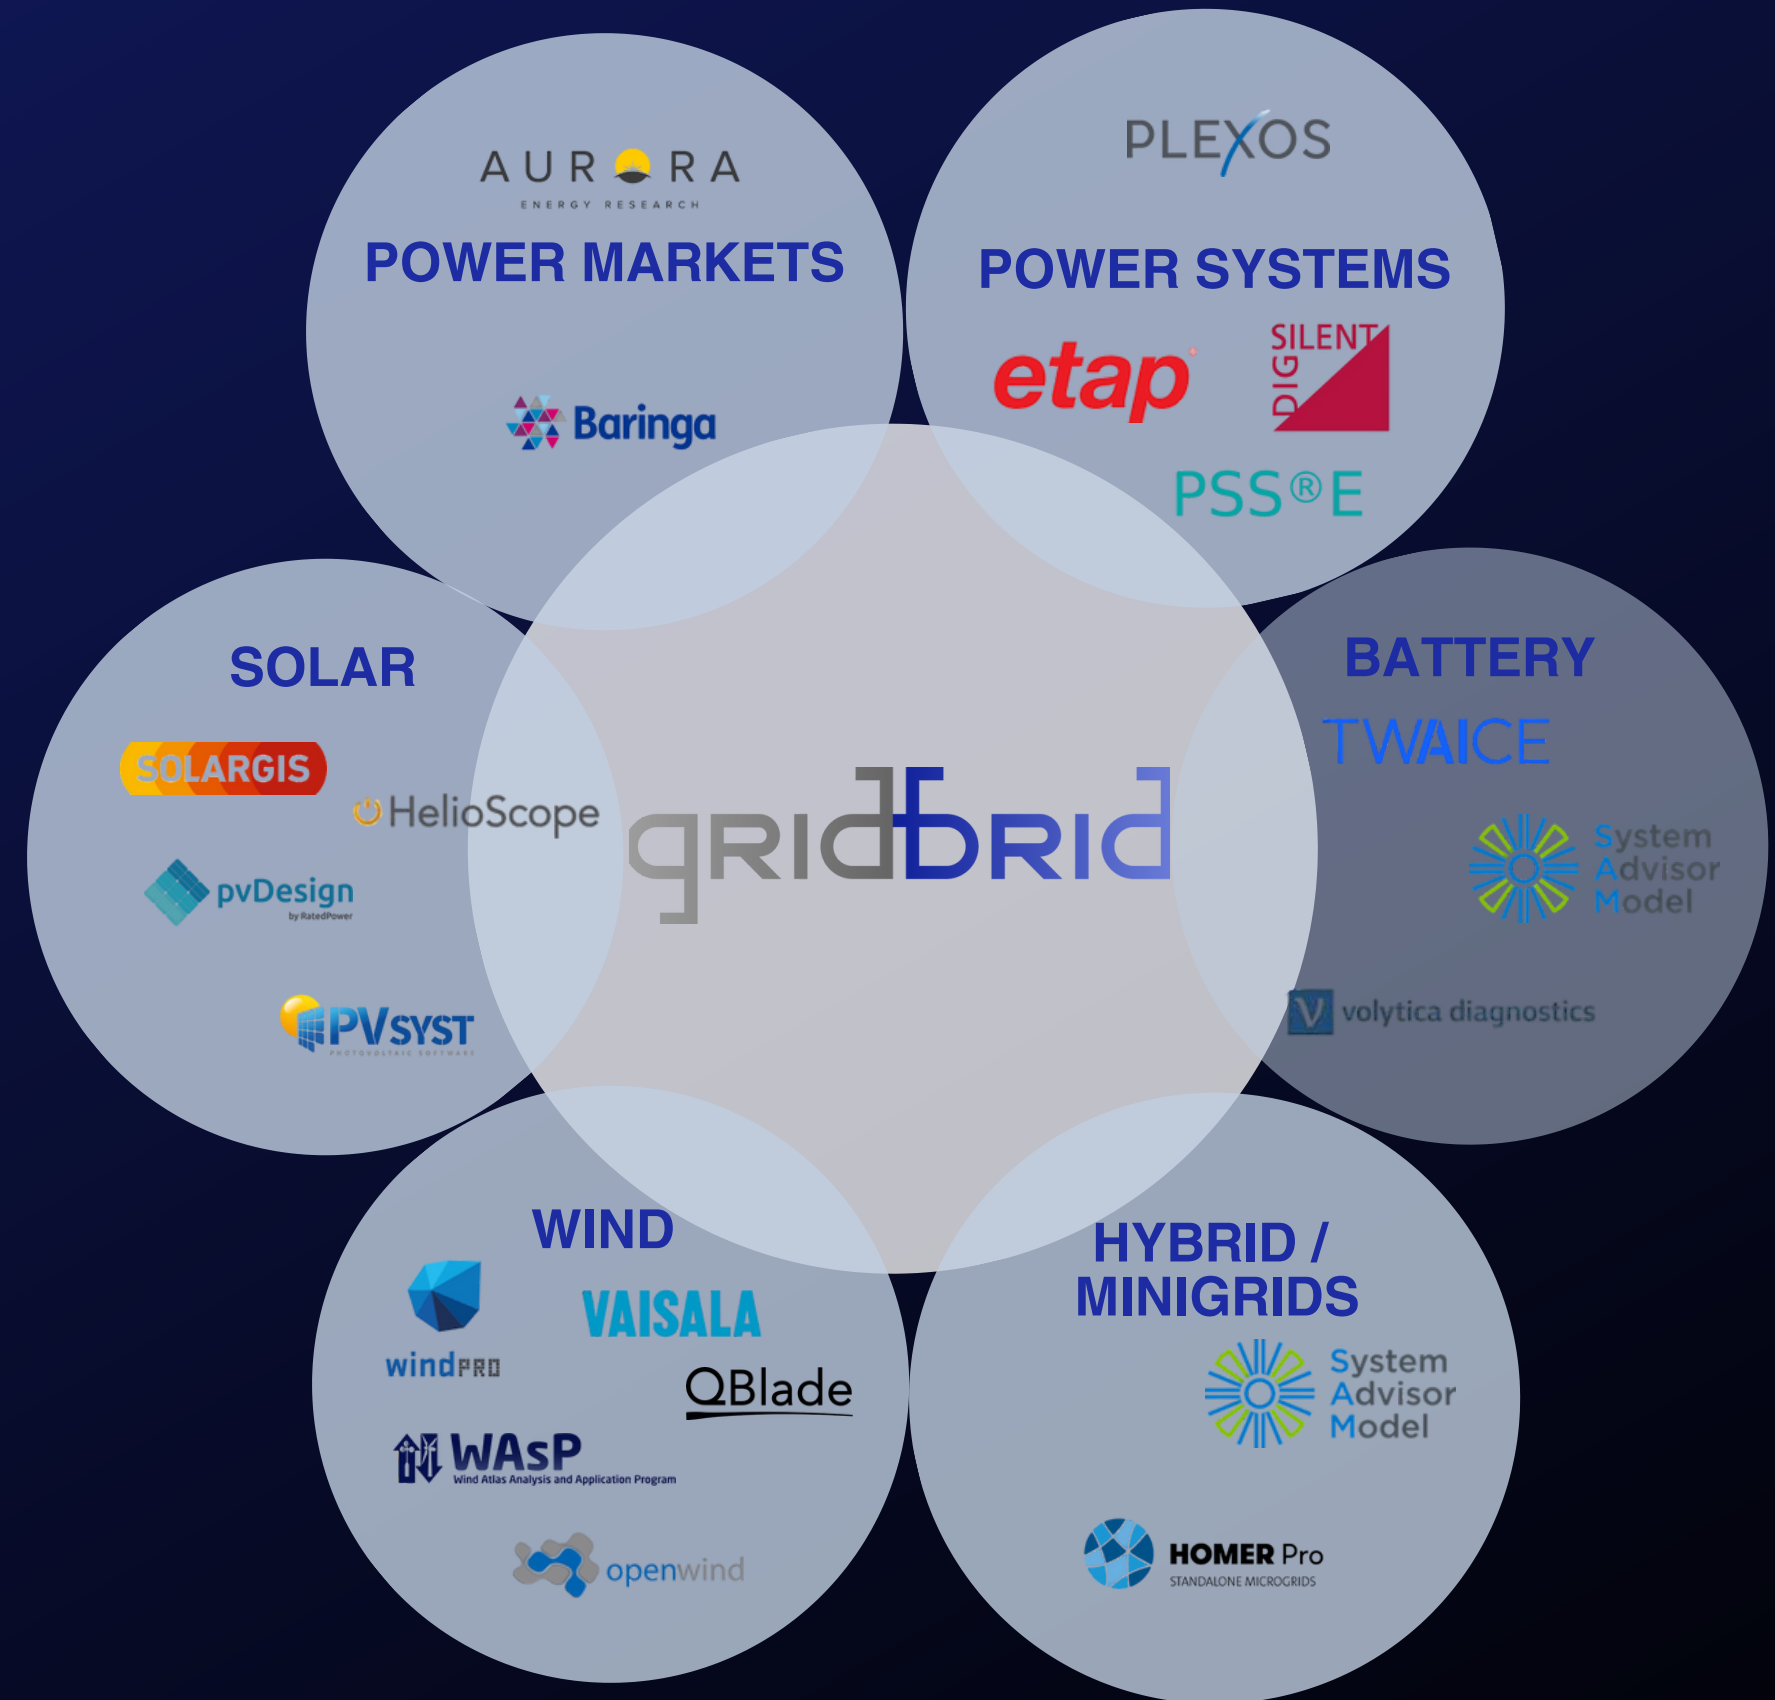 AURORA
ENERGY RESEARCH
POWER MARKETS
Baringa
PLEXOS
POWER SYSTEMS
etap®
DIGSILENT
PSS®E
SOLAR
SOLARGIS
HelioScope
pvDesign
by RatedPower
PVSYST
PHOTOVOLTAIC SOFTWARE
gridbrid
BATTERY
TWAICE
System
Advisor
Model
V volytica diagnostics
WIND
windPRO
VAISALA
QBlade
WAsP
Wind Atlas Analysis and Application Program
openwind
HYBRID /
MINIGRIDS
System
Advisor
Model
HOMER Pro
STANDALONE MICROGRIDS